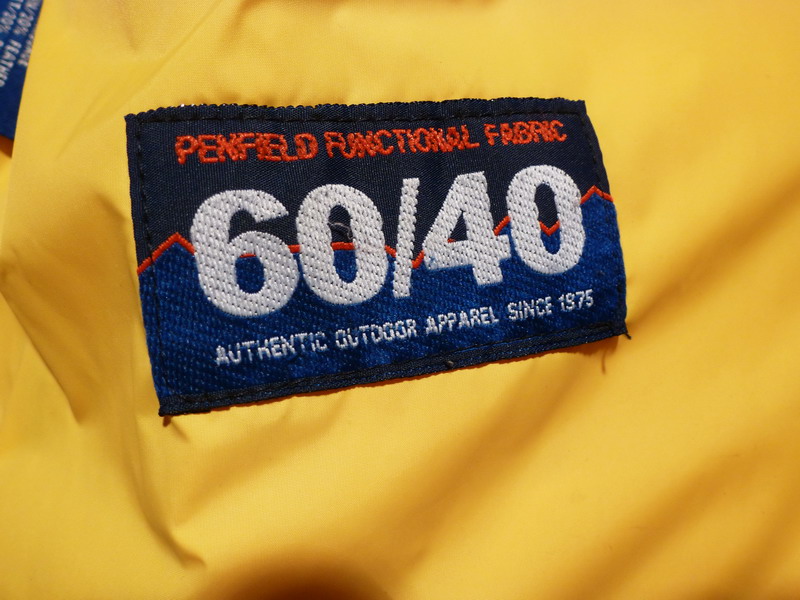 PENFIELD FUNCTIONAL FABRIC
60/40
AUTHENTIC OUTDOOR APPAREL SINCE 1975